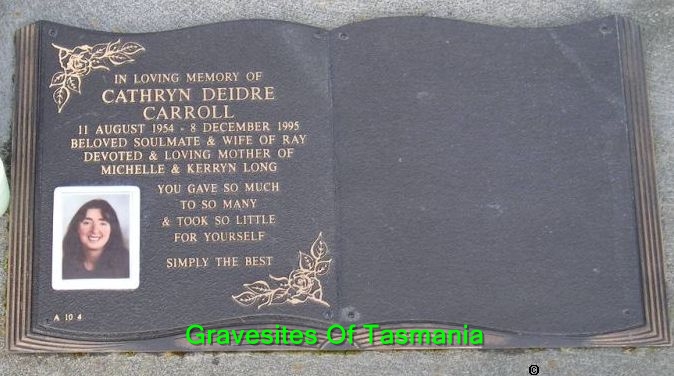 IN LOVING MEMORY OF
CATHRYN DEIDRE
CARROLL
11 AUGUST 1954 - 8 DECEMBER 1995
BELOVED SOULMATE & WIFE OF RAY
DEVOTED & LOVING MOTHER OF
MICHELLE & KERRYN LONG
YOU GAVE SO MUCH
TO SO MANY
& TOOK SO LITTLE
FOR YOURSELF
SIMPLY THE BEST
A 10 4
Gravesites Of Tasmania
©